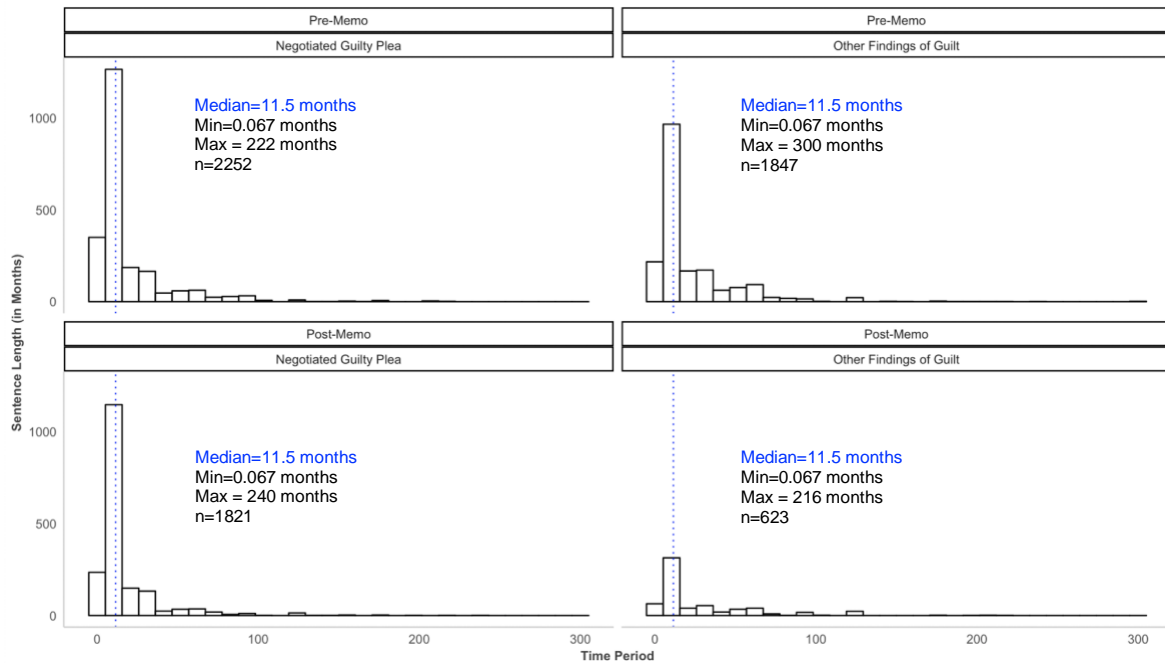 Pre-Memo
Negotiated Guilty Plea
Pre-Memo
Other Findings of Guilt
Median=11.5 months
Min=0.067 months
Max = 222 months
n=2252
Median=11.5 months
Min=0.067 months
Max = 300 months
n=1847
1000
500
0
Post-Memo
Negotiated Guilty Plea
Post-Memo
Other Findings of Guilt
Median=11.5 months
Min=0.067 months
Max = 240 months
n=1821
Median=11.5 months
Min=0.067 months
Max = 216 months
n=623
1000
500
0
0
100
200
300
0
100
200
300
Sentence Length (in Months)
Time Period